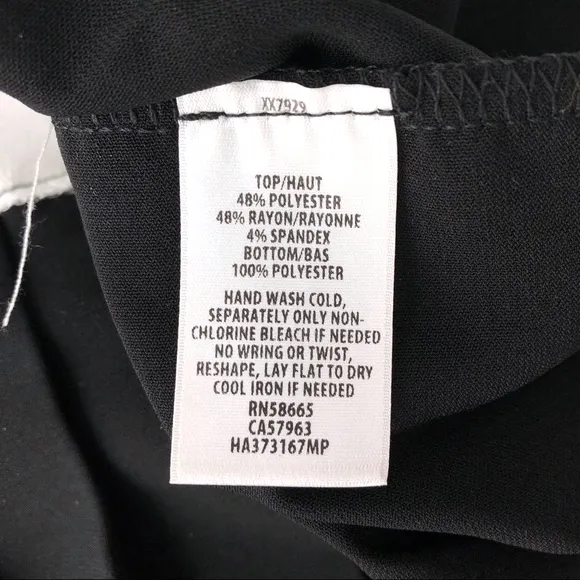 XX7929
TOP/HAUT
48% POLYESTER
48% RAYON/RAYONNE
4% SPANDEX
BOTTOM/BAS
100% POLYESTER
HAND WASH COLD,
SEPARATELY ONLY NON-
CHLORINE BLEACH IF NEEDED
NO WRING OR TWIST,
RESHAPE, LAY FLAT TO DRY
COOL IRON IF NEEDED
RN58665
CA57963
HA373167MP